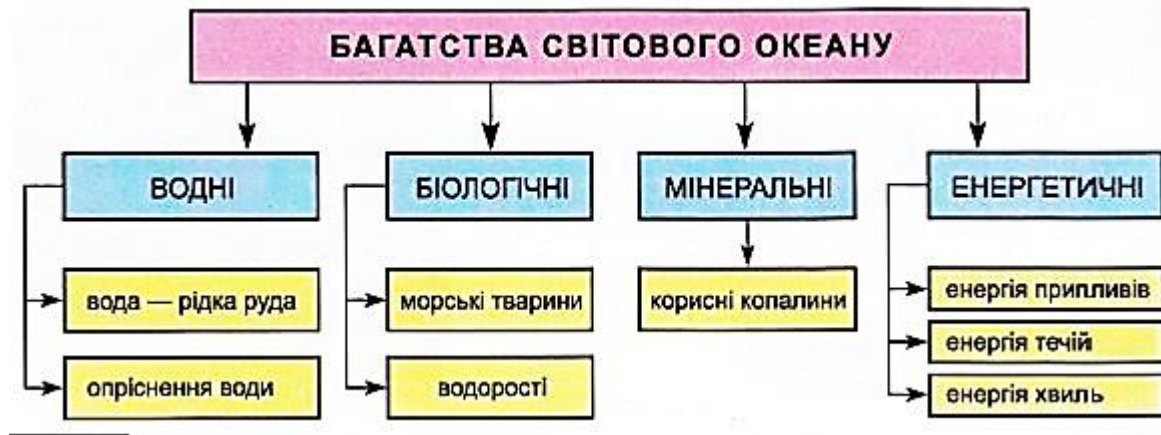 БАГАТСТВА СВІТОВОГО ОКЕАНУ
ВОДНІ
БІОЛОГІЧНІ
МІНЕРАЛЬНІ
ЕНЕРГЕТИЧНІ
вода — рідка руда
опріснення води
морські тварини
водорості
корисні копалини
енергія припливів
енергія течій
енергія хвиль